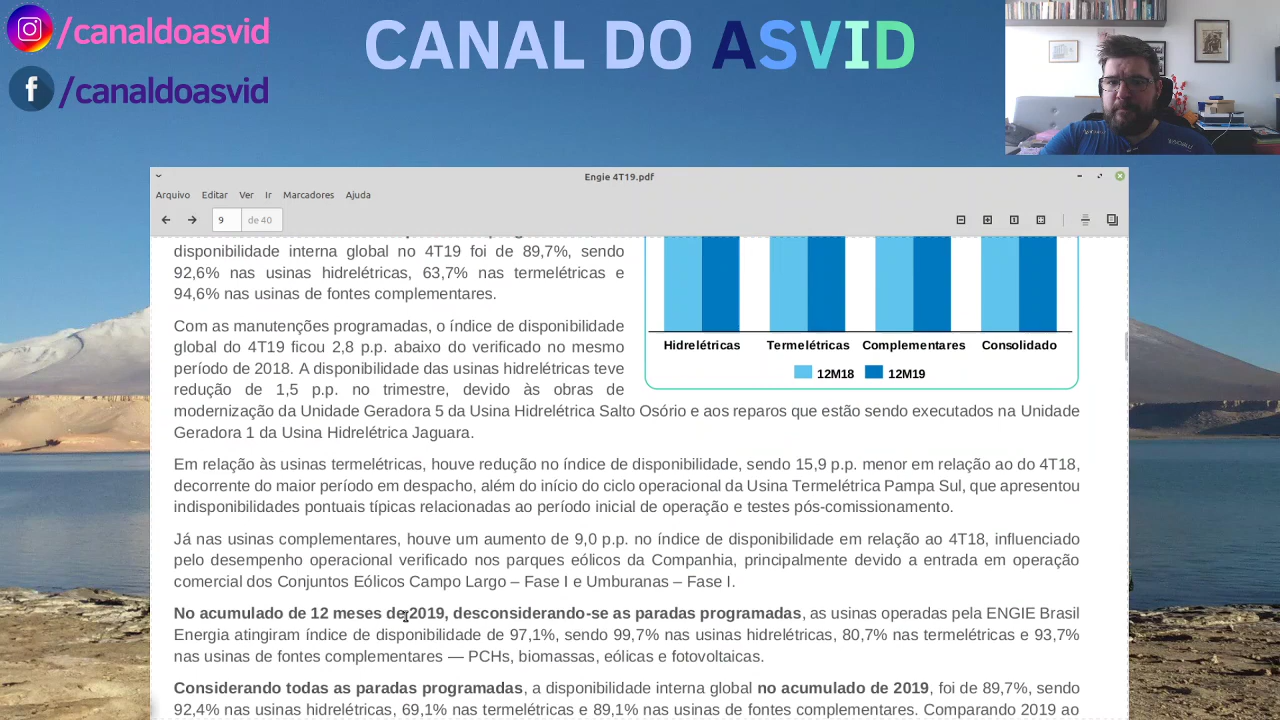 /canaldoasvid
/canaldoasvid
CANAL DO ASVID
Engie 4T19.pdf
Arquivo Editar Ver Ir Marcadores Ajuda
9 de 40
disponibilidade interna global no 4T19 foi de 89,7%, sendo
92,6% nas usinas hidrelétricas, 63,7% nas termelétricas e
94,6% nas usinas de fontes complementares.
Com as manutenções programadas, o índice de disponibilidade
global do 4T19 ficou 2,8 p.p. abaixo do verificado no mesmo
período de 2018. A disponibilidade das usinas hidrelétricas teve
redução de 1,5 p.p. no trimestre, devido às obras de
modernização da Unidade Geradora 5 da Usina Hidrelétrica Salto Osório e aos reparos que estão sendo executados na Unidade
Geradora 1 da Usina Hidrelétrica Jaguara.
Hidrelétricas Termelétricas Complementares Consolidado
12M18 12M19
Em relação às usinas termelétricas, houve redução no índice de disponibilidade, sendo 15,9 p.p. menor em relação ao do 4T18,
decorrente do maior período em despacho, além do início do ciclo operacional da Usina Termelétrica Pampa Sul, que apresentou
indisponibilidades pontuais típicas relacionadas ao período inicial de operação e testes pós-comissionamento.
Já nas usinas complementares, houve um aumento de 9,0 p.p. no índice de disponibilidade em relação ao 4T18, influenciado
pelo desempenho operacional verificado nos parques eólicos da Companhia, principalmente devido a entrada em operação
comercial dos Conjuntos Eólicos Campo Largo – Fase I e Umburanas – Fase I.
No acumulado de 12 meses de 2019, desconsiderando-se as paradas programadas, as usinas operadas pela ENGIE Brasil
Energia atingiram índice de disponibilidade de 97,1%, sendo 99,7% nas usinas hidrelétricas, 80,7% nas termelétricas e 93,7%
nas usinas de fontes complementares — PCHs, biomassas, eólicas e fotovoltaicas.
Considerando todas as paradas programadas, a disponibilidade interna global no acumulado de 2019, foi de 89,7%, sendo
92,4% nas usinas hidrelétricas, 69,1% nas termelétricas e 89,1% nas usinas de fontes complementares. Comparando 2019 ao